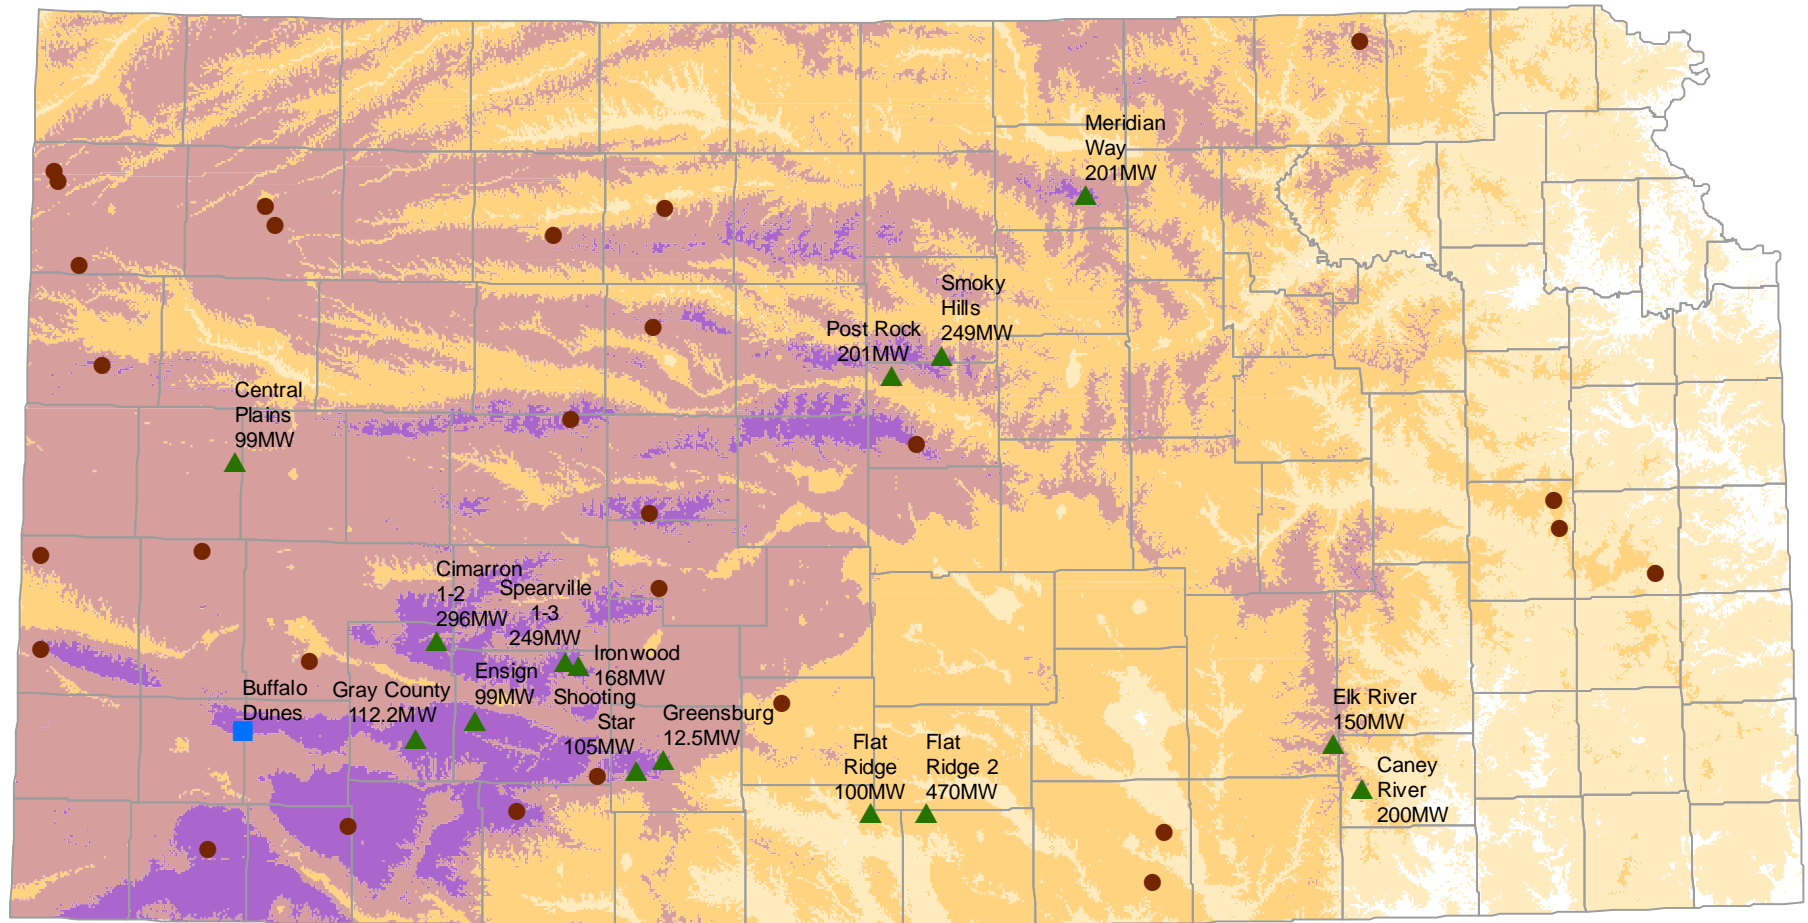 Meridian
Way
201MW
Smoky
Hills
249MW
Post Rock
201MW
Central
Plains
99MW
Cimarron
1-2
296MW
Spearville
1-3
249MW
Ironwood
168MW
Ensign
99MW
Buffalo
Dunes
Gray County
112.2MW
Shooting
Star
105MW
Greensburg
12.5MW
Flat
Ridge
100MW
Flat
Ridge 2
470MW
Elk River
150MW
Caney
River
200MW